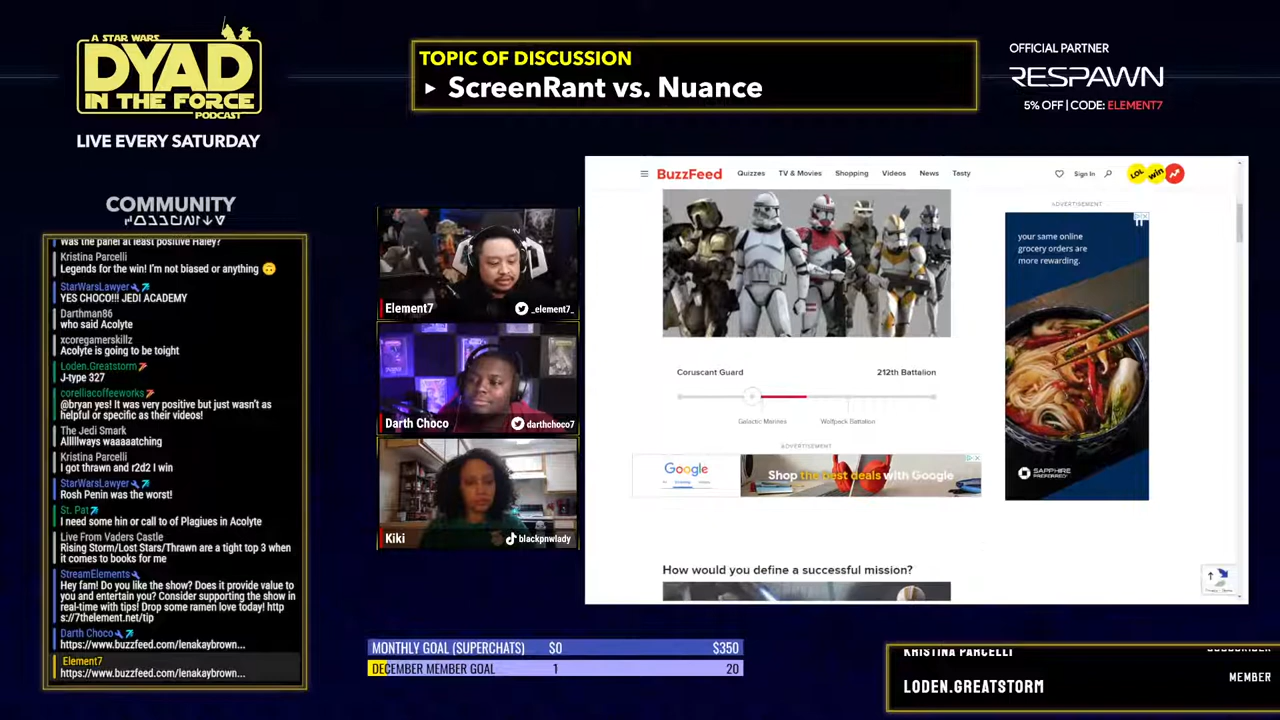 A STAR WARS
DYAD
IN THE FORCE
PODCAST
LIVE EVERY SATURDAY
TOPIC OF DISCUSSION
► ScreenRant vs. Nuance
OFFICIAL PARTNER
RESPAWN
5% OFF | CODE: ELEMENT7
COMMUNITY
Was the panel at least positive Haley?
Kristina Parcelli
Legends for the win! I'm not biased or anything 🙃
StarWarsLawyer
YES CHOCO!!! JEDI ACADEMY
Darthman86
who said Acolyte
xcoregamerskillz
Acolyte is going to be toight
Loden.Greatstorm
J-type 327
corelliacoffeeworks
@bryan yes! It was very positive but just wasn't as
helpful or specific as their videos!
The Jedi Smark
Allllllways waaaaatching
Kristina Parcelli
I got thrawn and r2d2 I win
StarWarsLawyer
Rosh Penin was the worst!
St. Pat
I need some hin or call to of Plagiues in Acolyte
Live From Vaders Castle
Rising Storm/Lost Stars/Thrawn are a tight top 3 when
it comes to books for me
StreamElements
Hey fam! Do you like the show? Does it provide value to
you and entertain you? Consider supporting the show in
real-time with tips! Drop some ramen love today! http
s://7thelement.net/tip
Darth Choco
https://www.buzzfeed.com/lenakaybrown...
Element7
https://www.buzzfeed.com/lenakaybrown...
Element7
_element7_
Darth Choco
darthchoco7
Kiki
blackpnwlady
BuzzFeed
Quizzes
TV & Movies
Shopping
Videos
News
Tasty
Sign In
LOL
win
ADVERTISEMENT
your same online
grocery orders are
more rewarding.
SAPPHIRE
PREFERRED
Coruscant Guard
212th Battalion
Galactic Marines
Wolfpack Battalion
ADVERTISEMENT
Google
Shop the best deals with Google
How would you define a successful mission?
MONTHLY GOAL (SUPERCHATS) $0 $350
DECEMBER MEMBER GOAL 1 20
KRISTINA PARCELLI
LODEN.GREATSTORM
MEMBER